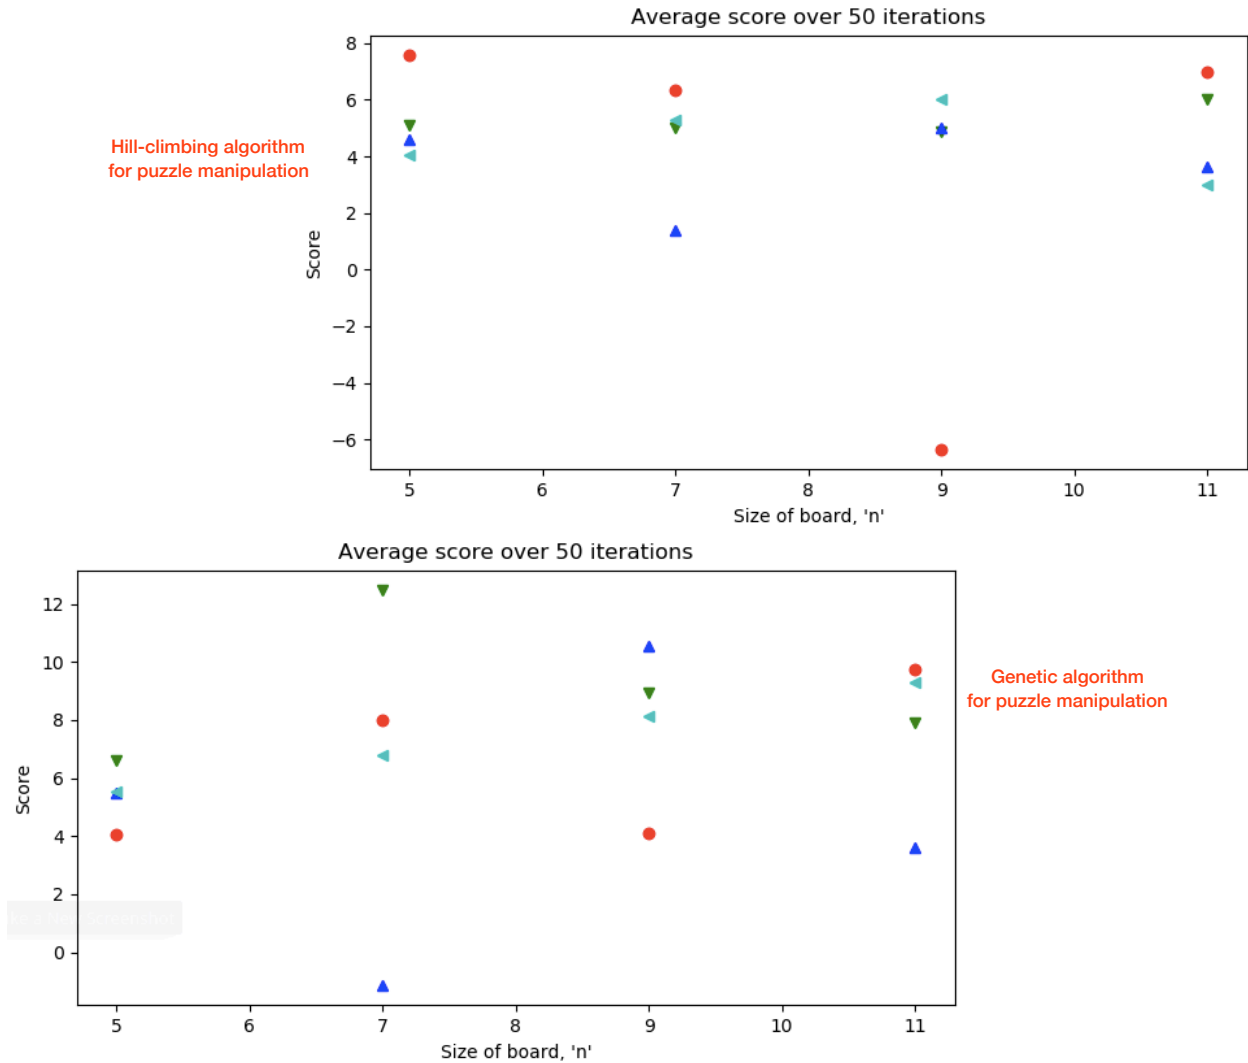 Average score over 50 iterations
8
6
4
2
0
−2
−4
−6
Score
Hill-climbing algorithm
for puzzle manipulation
5 6 7 8 9 10 11
Size of board, 'n'
Average score over 50 iterations
12
10
8
6
4
2
0
Score
Genetic algorithm
for puzzle manipulation
5 6 7 8 9 10 11
Size of board, 'n'